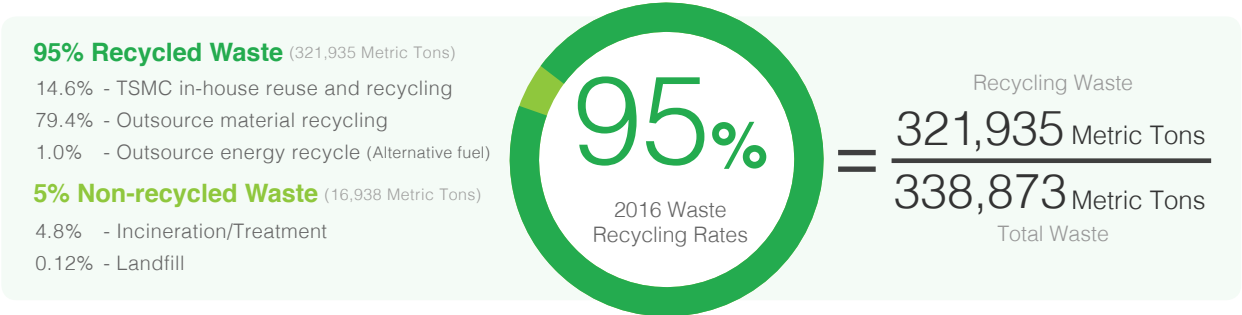 95% Recycled Waste (321,935 Metric Tons)
14.6% - TSMC in-house reuse and recycling
79.4% - Outsource material recycling
1.0% - Outsource energy recycle (Alternative fuel)
5% Non-recycled Waste (16,938 Metric Tons)
4.8% - Incineration/Treatment
0.12% - Landfill
95%
2016 Waste
Recycling Rates
=
Recycling Waste
321,935 Metric Tons
338,873 Metric Tons
Total Waste